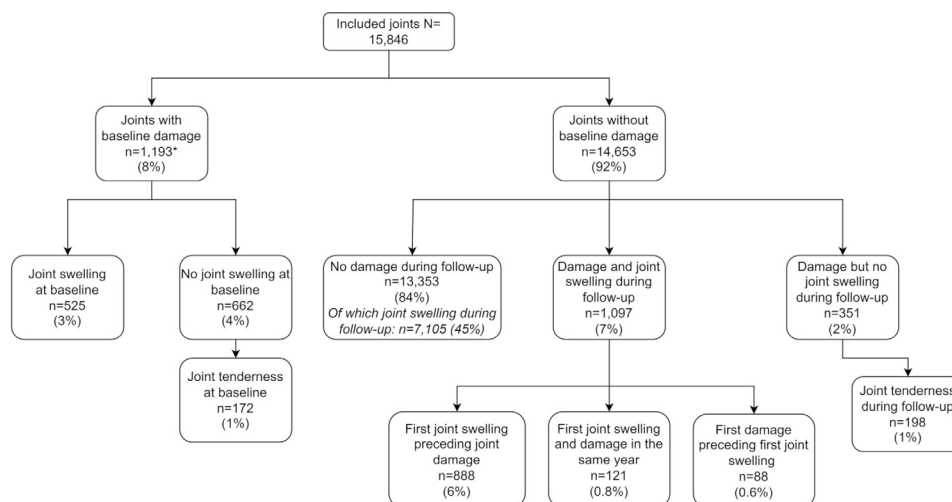 Included joints N=
15,846
Joints with
baseline damage
n=1,193*
(8%)
Joints without
baseline damage
n=14,653
(92%)
Joint swelling
at baseline
n=525
(3%)
No joint swelling at
baseline
n=662
(4%)
No damage during follow-up
n=13,353
(84%)
Of which joint swelling during
follow-up: n=7,105 (45%)
Damage and joint
swelling during
follow-up
n=1,097
(7%)
Damage but no
joint swelling
during follow-up
n=351
(2%)
Joint tenderness
at baseline
n=172
(1%)
Joint tenderness
during follow-up
n=198
(1%)
First joint swelling
preceding joint
damage
n=888
(6%)
First joint swelling
and damage in the
same year
n=121
(0.8%)
First damage
preceding first joint
swelling
n=88
(0.6%)